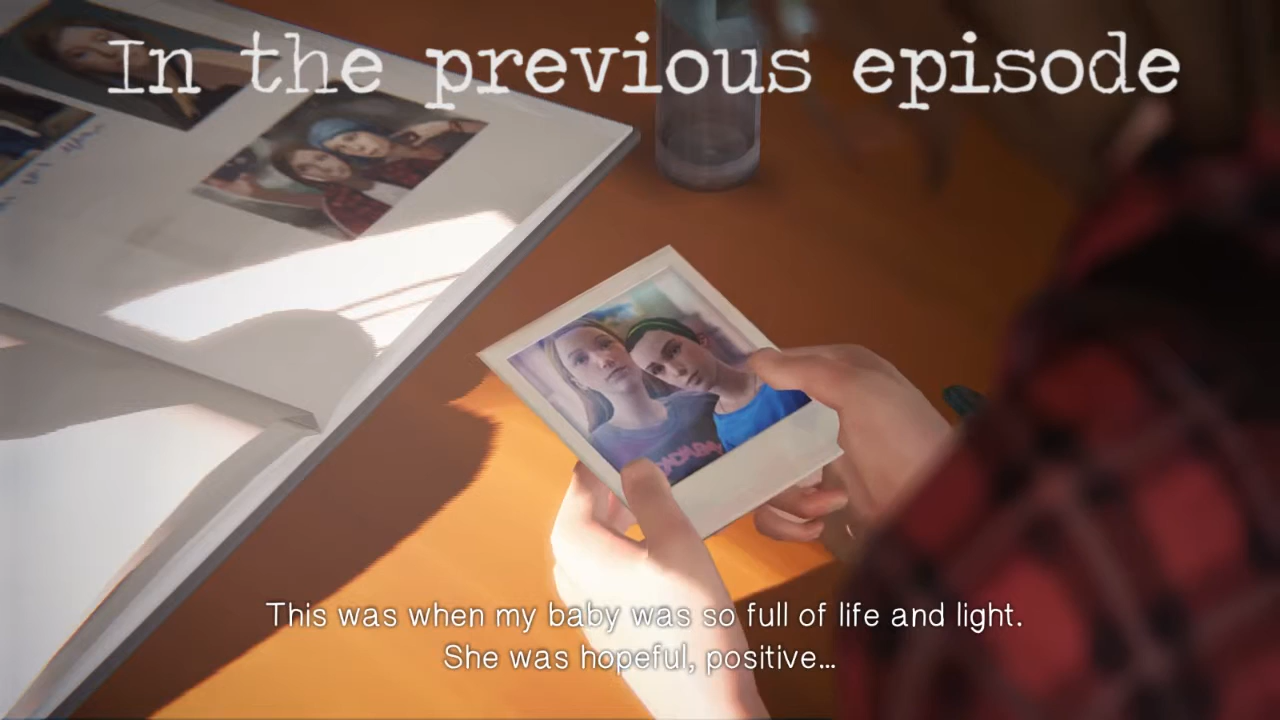 In the previous episode
This was when my baby was so full of life and light.
She was hopeful, positive...